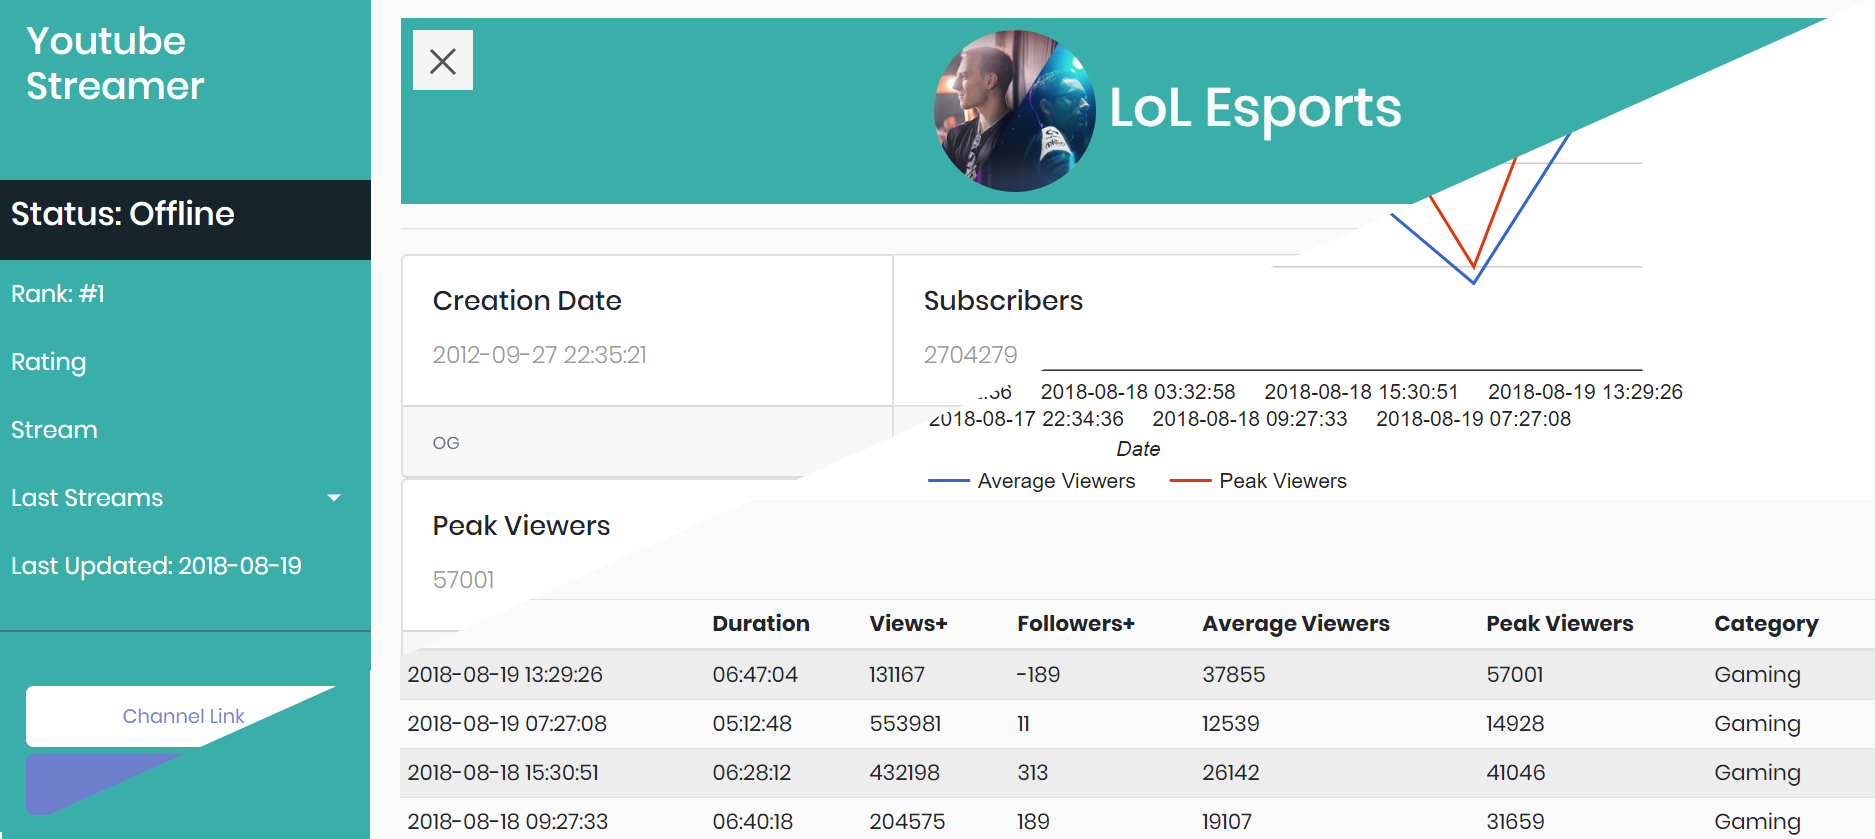 Youtube
Streamer
Status: Offline
Rank: #1
Rating
Stream
Last Streams
Last Updated: 2018-08-19
Channel Link
LoL Esports
Creation Date
2012-09-27 22:35:21
OG
Subscribers
2704279
Peak Viewers
57001
2018-08-18 03:32:58 2018-08-18 15:30:51 2018-08-19 13:29:26
2018-08-17 22:34:36 2018-08-18 09:27:33 2018-08-19 07:27:08
Date
Average Viewers Peak Viewers
Duration Views+ Followers+ Average Viewers Peak Viewers Category
2018-08-19 13:29:26 06:47:04 131167 -189 37855 57001 Gaming
2018-08-19 07:27:08 05:12:48 553981 11 12539 14928 Gaming
2018-08-18 15:30:51 06:28:12 432198 313 26142 41046 Gaming
2018-08-18 09:27:33 06:40:18 204575 189 19107 31659 Gaming